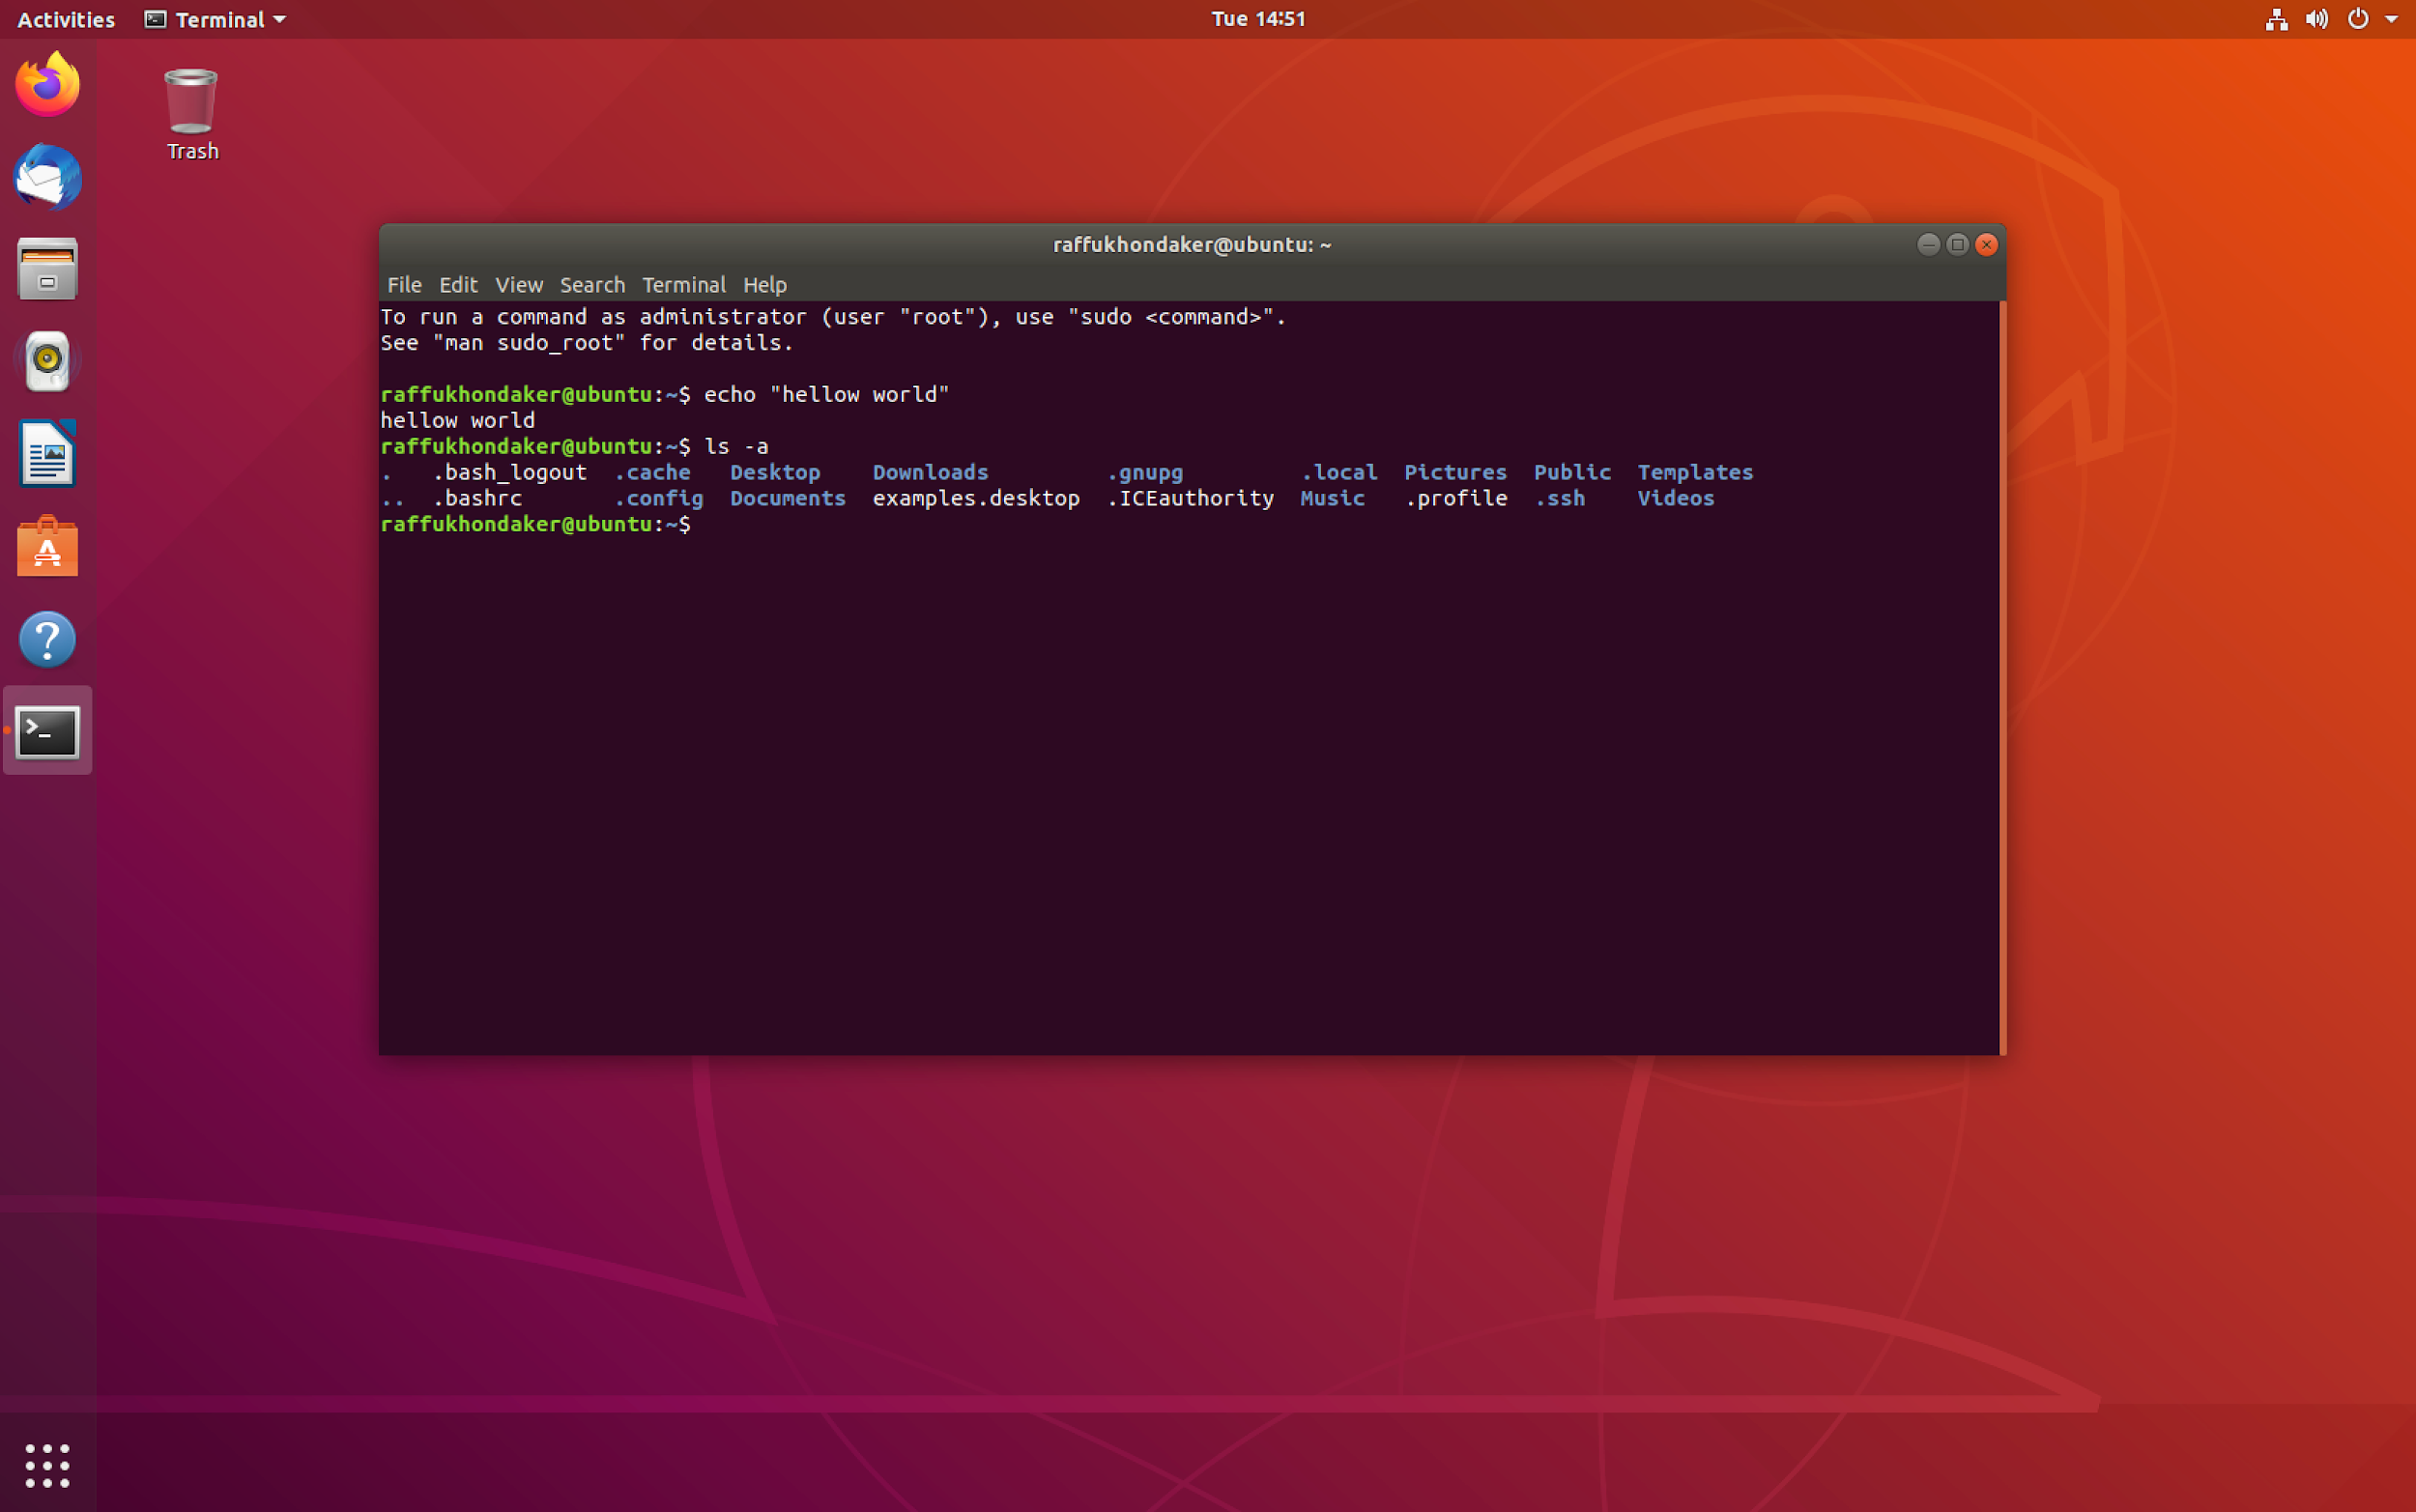 Activities Terminal Tue 14:51
Trash
raffukhondaker@ubuntu: ~
File Edit View Search Terminal Help
To run a command as administrator (user "root"), use "sudo <command>".
See "man sudo_root" for details.
raffukhondaker@ubuntu:~$ echo "hellow world"
hellow world
raffukhondaker@ubuntu:~$ ls -a
. .bash_logout .cache Desktop Downloads .gnupg .local Pictures Public Templates
.. .bashrc .config Documents examples.desktop .ICEauthority Music .profile .ssh Videos
raffukhondaker@ubuntu:~$